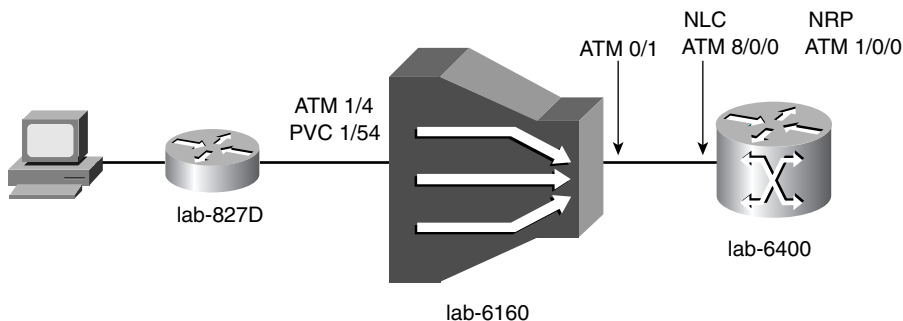 NLC
NRP
ATM 0/1
ATM 8/0/0
ATM 1/0/0
ATM 1/4
PVC 1/54
lab-827D
lab-6400
lab-6160